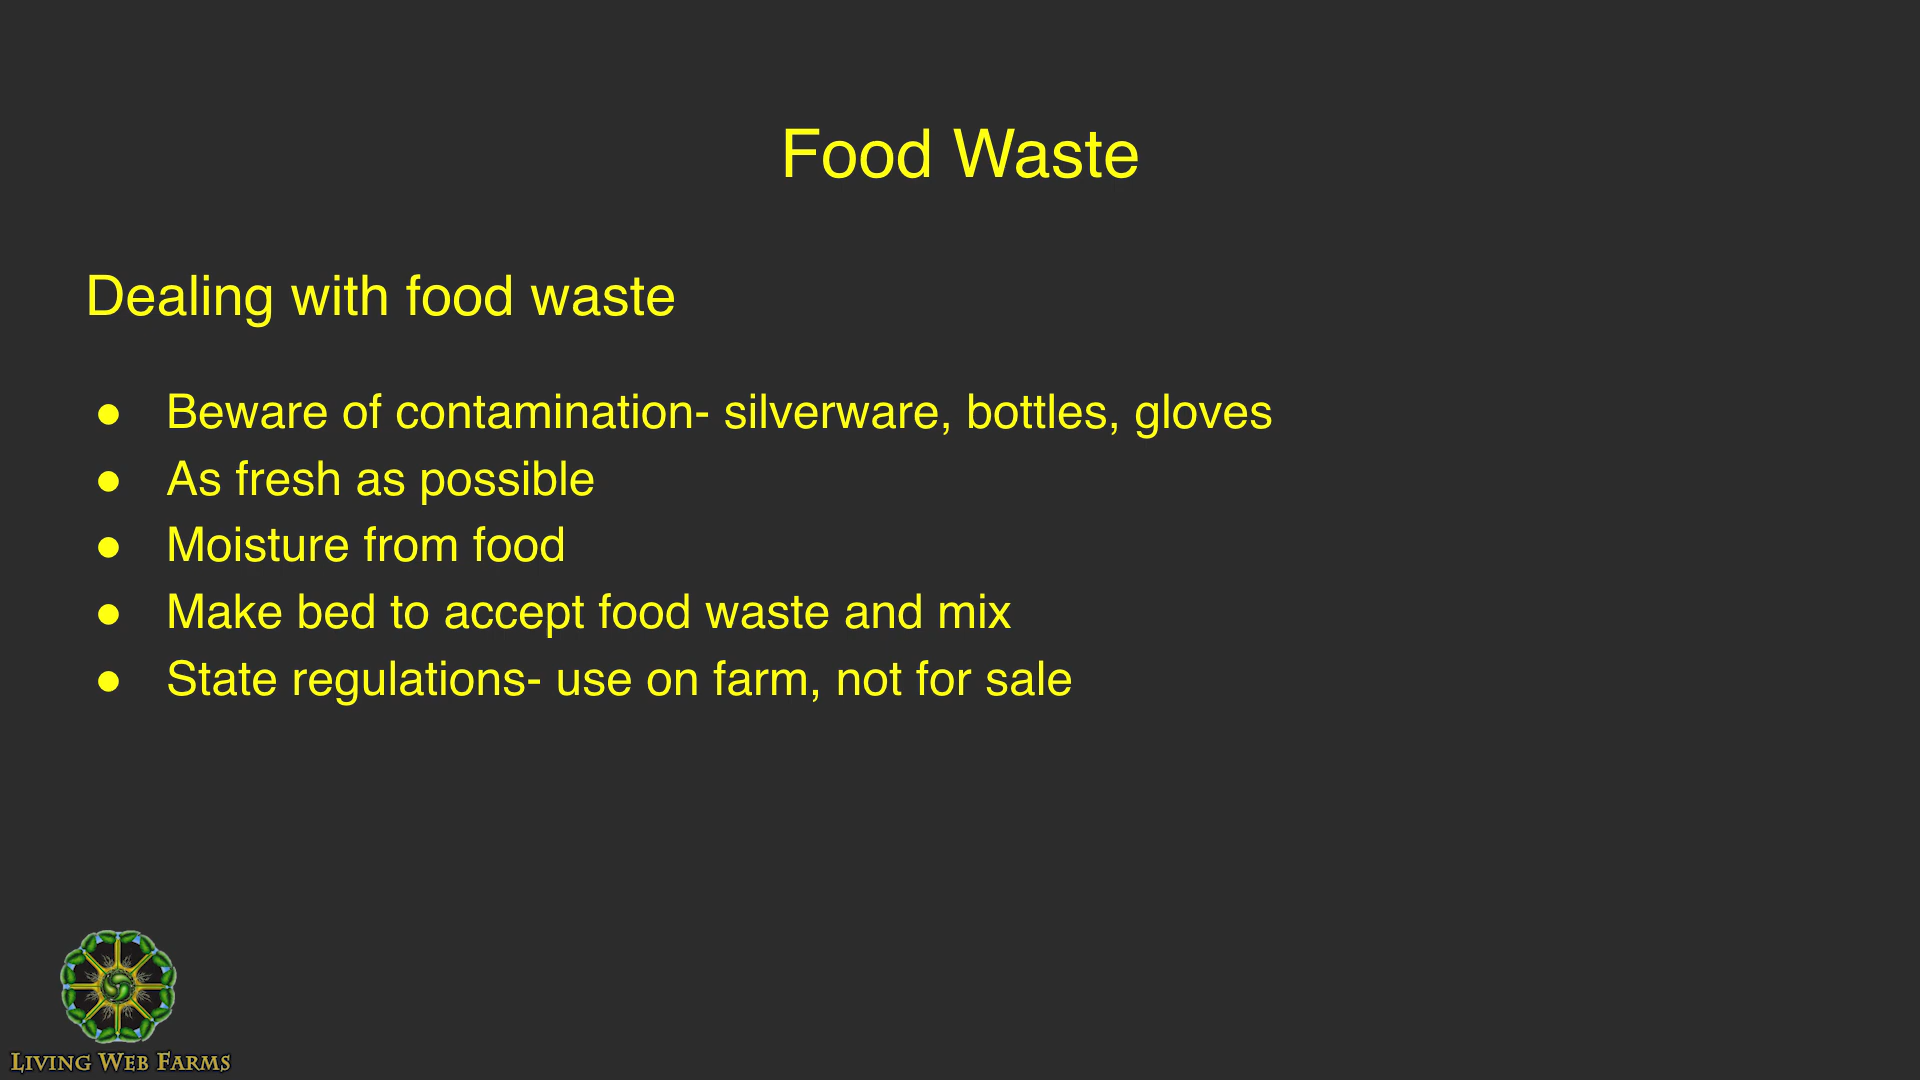 Food Waste
Dealing with food waste
● Beware of contamination- silverware, bottles, gloves
● As fresh as possible
● Moisture from food
● Make bed to accept food waste and mix
● State regulations- use on farm, not for sale
LIVING WEB FARMS